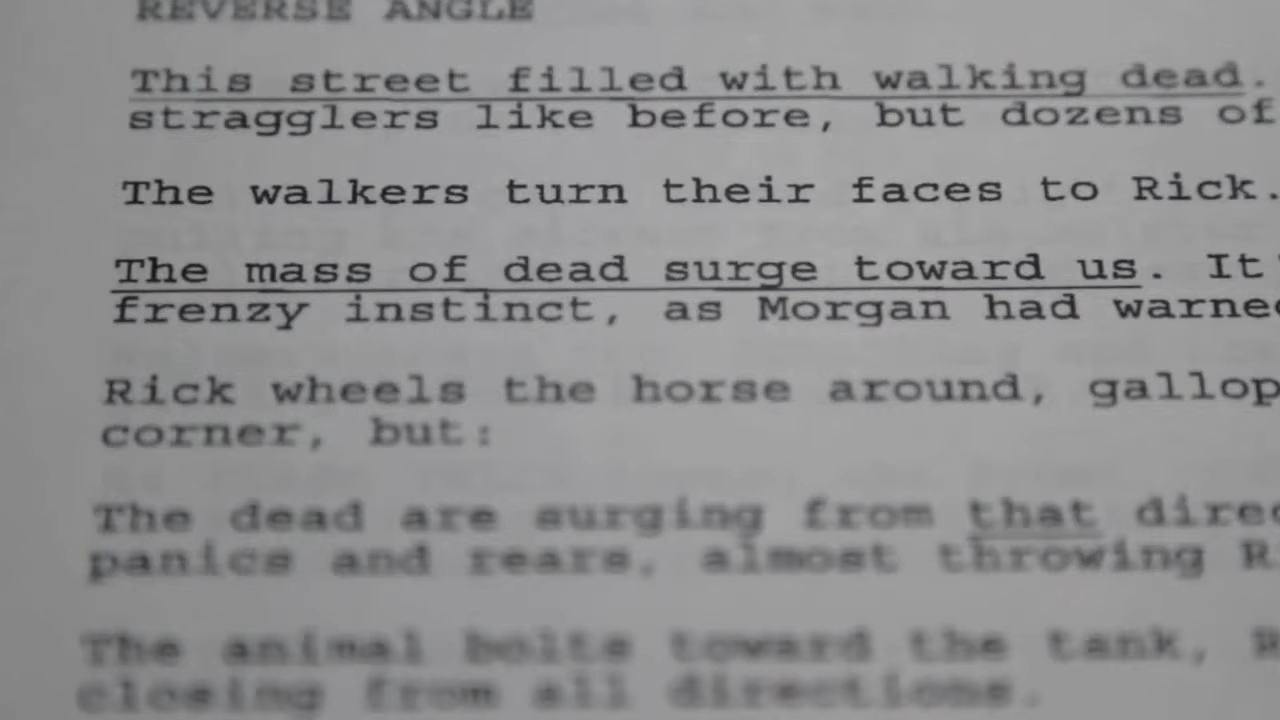 REVERSE ANGLE
This street filled with walking dead.
stragglers like before, but dozens of
The walkers turn their faces to Rick.
The mass of dead surge toward us. It'
frenzy instinct, as Morgan had warne
Rick wheels the horse around, gallop
corner, but:
The dead are surging from that direc
panics and rears, almost throwing R
The animal bolts toward the tank, R
closing from all directions.